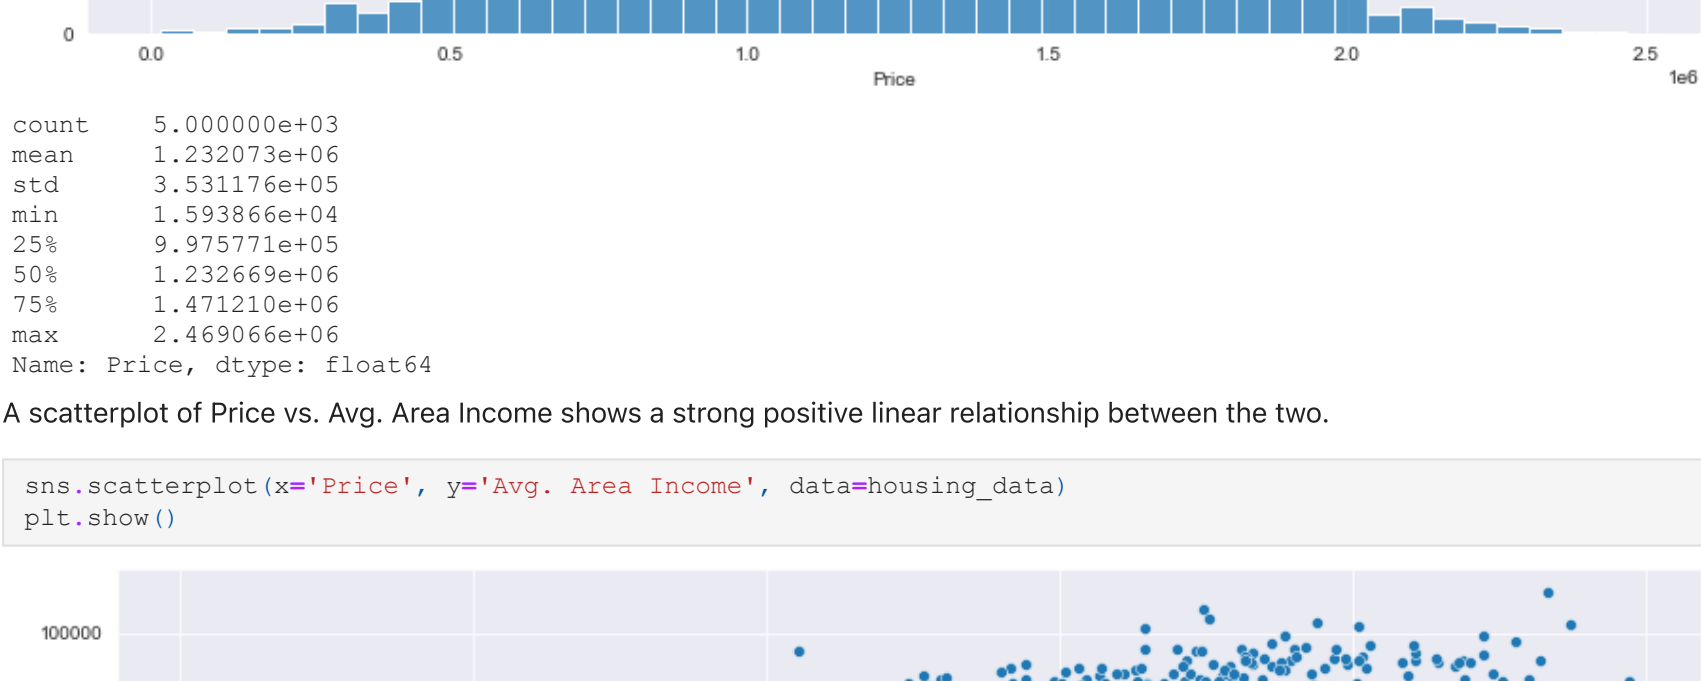 0
0.0 0.5 1.0 1.5 2.0 2.5
Price 1e6
count 5.000000e+03
mean 1.232073e+06
std 3.531176e+05
min 1.593866e+04
25% 9.975771e+05
50% 1.232669e+06
75% 1.471210e+06
max 2.469066e+06
Name: Price, dtype: float64
A scatterplot of Price vs. Avg. Area Income shows a strong positive linear relationship between the two.
sns.scatterplot(x='Price', y='Avg. Area Income', data=housing_data)
plt.show()
100000